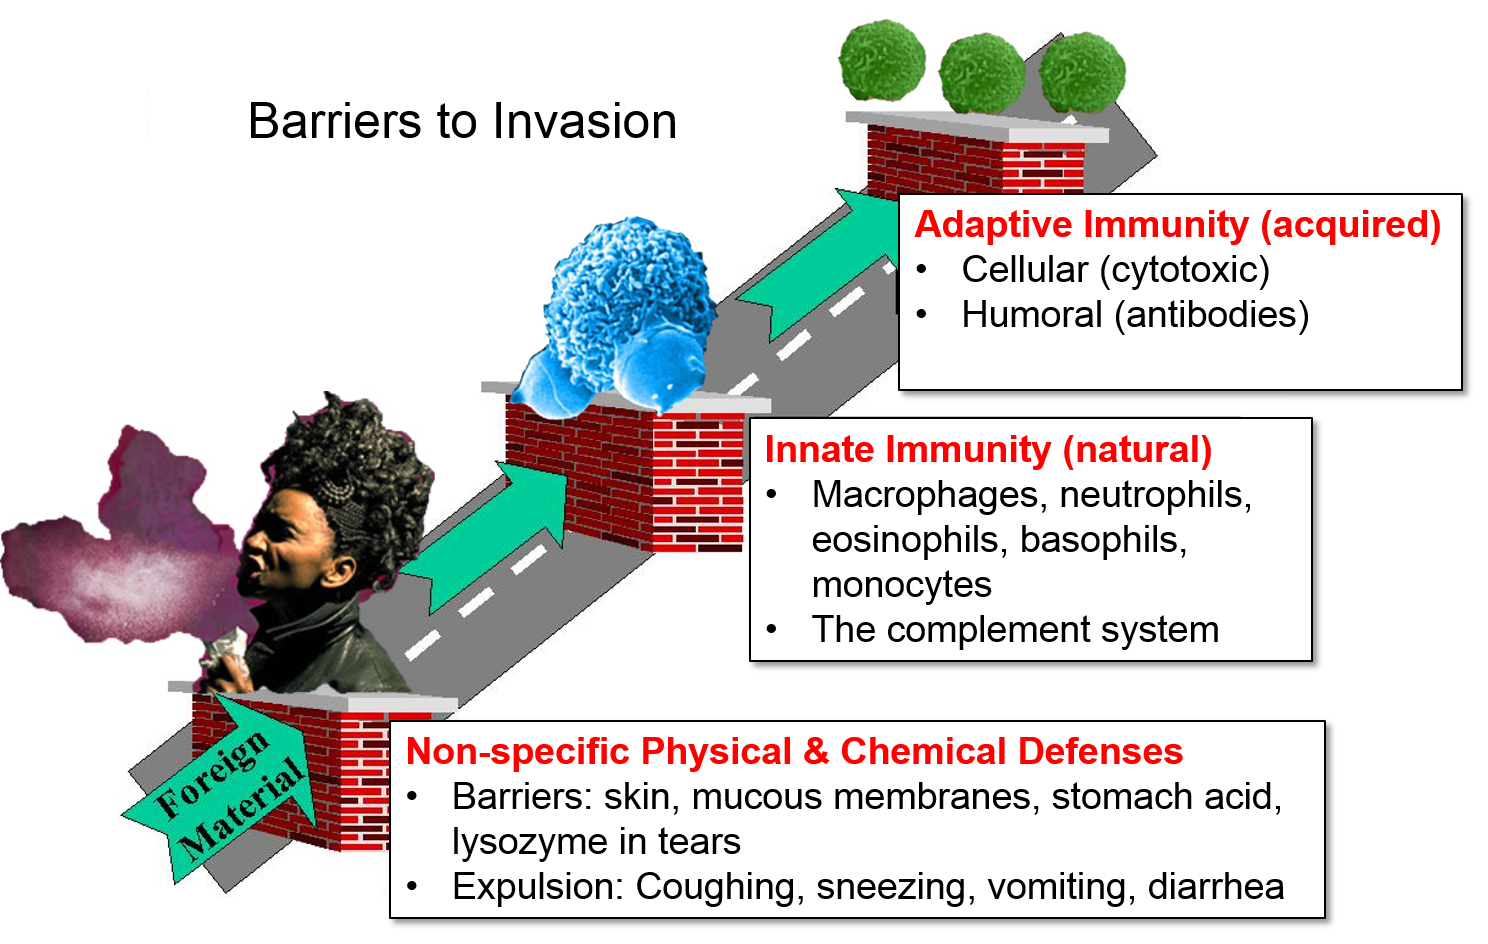 Barriers to Invasion
Adaptive Immunity (acquired)
• Cellular (cytotoxic)
• Humoral (antibodies)
Innate Immunity (natural)
• Macrophages, neutrophils,
eosinophils, basophils,
monocytes
• The complement system
Non-specific Physical & Chemical Defenses
• Barriers: skin, mucous membranes, stomach acid,
lysozyme in tears
• Expulsion: Coughing, sneezing, vomiting, diarrhea
Foreign
Material